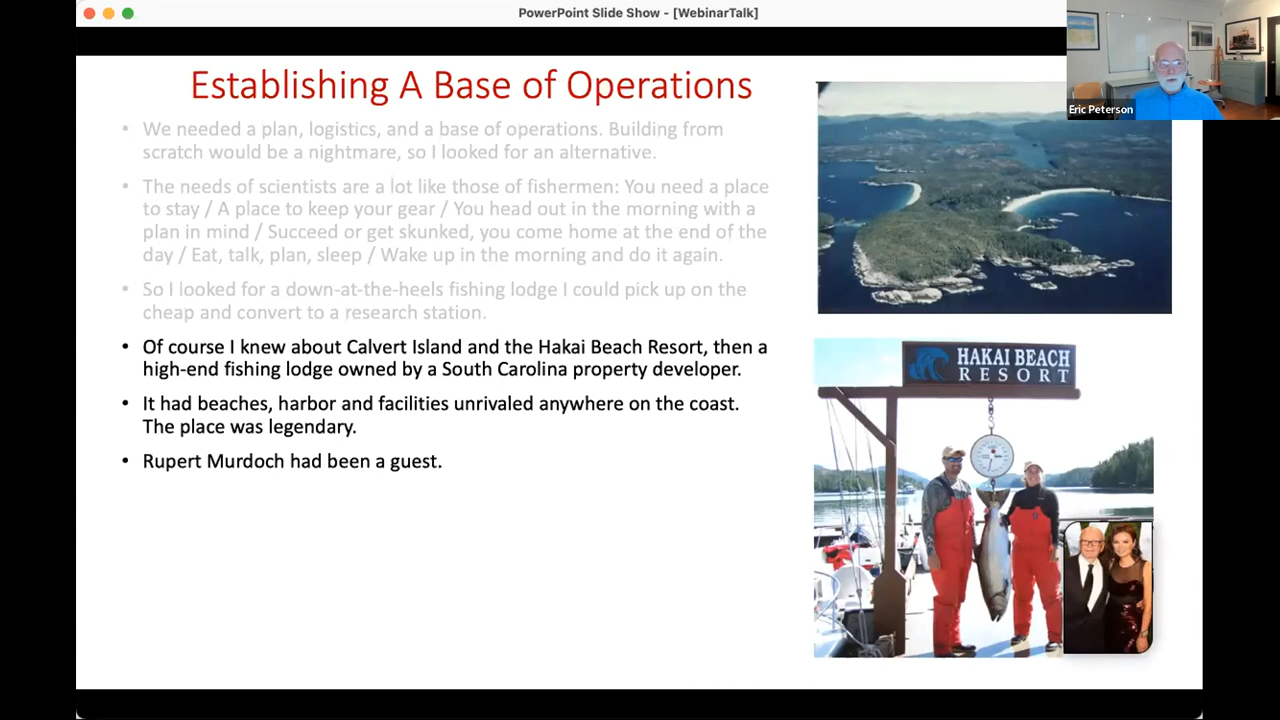 PowerPoint Slide Show - [WebinarTalk]
Eric Peterson
Establishing A Base of Operations
• We needed a plan, logistics, and a base of operations. Building from
scratch would be a nightmare, so I looked for an alternative.
• The needs of scientists are a lot like those of fishermen: You need a place
to stay / A place to keep your gear / You head out in the morning with a
plan in mind / Succeed or get skunked, you come home at the end of the
day / Eat, talk, plan, sleep / Wake up in the morning and do it again.
• So I looked for a down-at-the-heels fishing lodge I could pick up on the
cheap and convert to a research station.
• Of course I knew about Calvert Island and the Hakai Beach Resort, then a
high-end fishing lodge owned by a South Carolina property developer.
• It had beaches, harbor and facilities unrivaled anywhere on the coast.
The place was legendary.
• Rupert Murdoch had been a guest.
HAKAI BEACH
RESORT